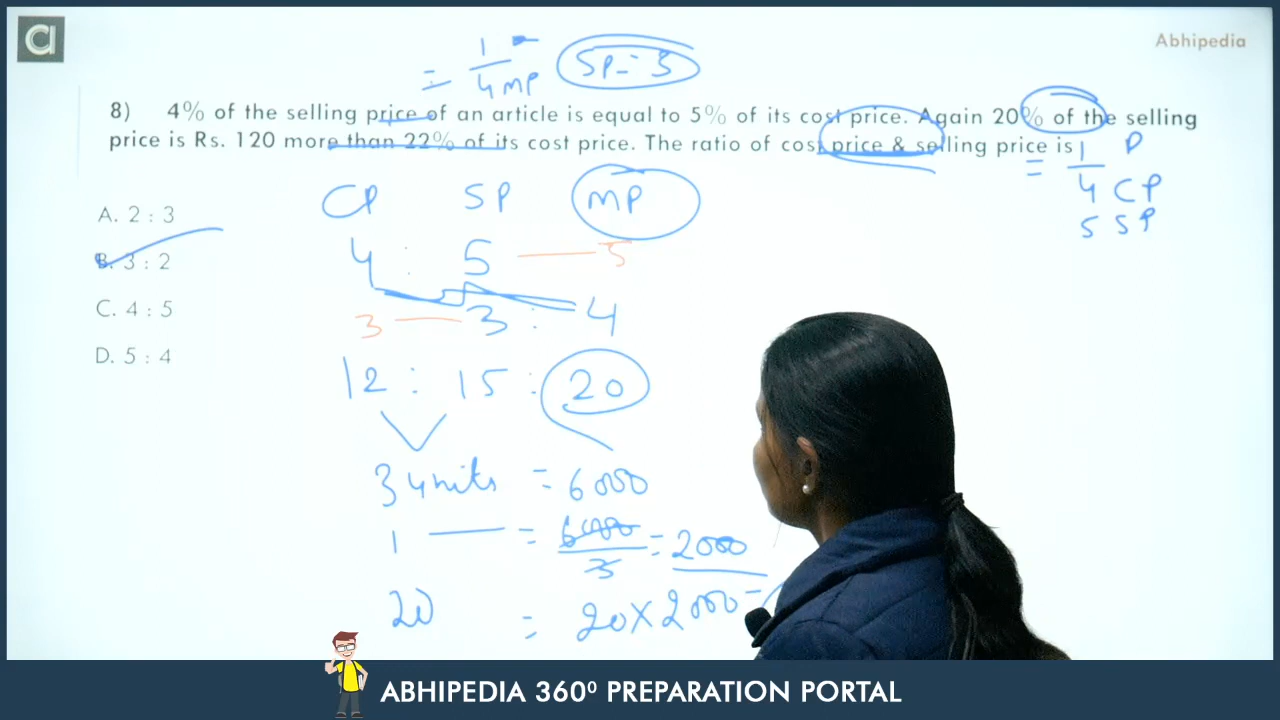 Abhipedia
= 1/4 MP SP = 3
8) 4% of the selling price of an article is equal to 5% of its cost price. Again 20% of the selling
price is Rs. 120 more than 22% of its cost price. The ratio of cost price & selling price is
= 1/4 P
CP
5 SP
A. 2 : 3
B. 3 : 2
C. 4 : 5
D. 5 : 4
CP SP MP
4 : 5 — 5
3 — 3 : 4
12 : 15 : 20
3 units = 6000
1 — = 6000/3 = 2000
20 = 20 x 2000 =
ABHIPEDIA 360⁰ PREPARATION PORTAL